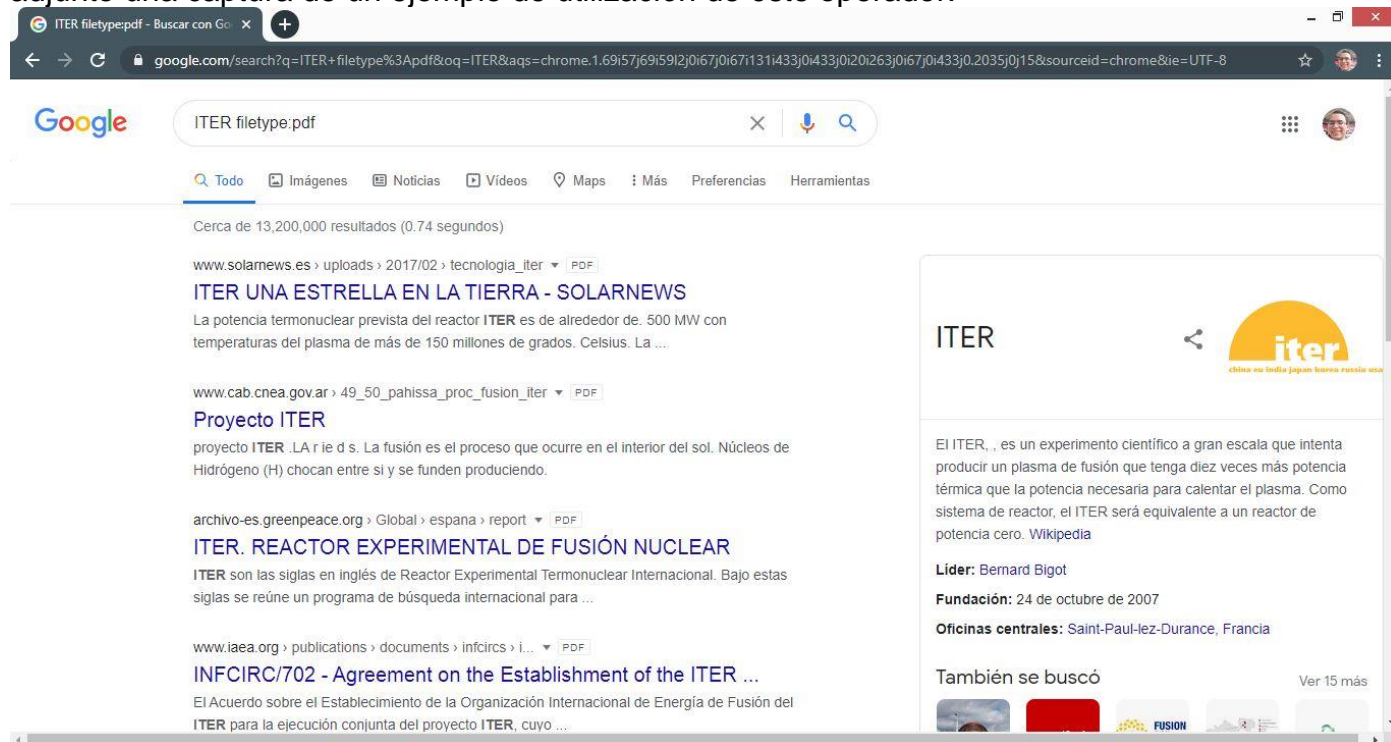 adjunto una captura de un ejemplo de utilización de este operador.
ITER filetype:pdf - Buscar con Go
google.com/search?q=ITER+filetype%3Apdf&oq=ITER&aqs=chrome.1.69i57j69i59l2j0i67j0i67i131i433j0i433j0i20i263j0i67j0i433j0.2035j0j15&sourceid=chrome&ie=UTF-8
Google
ITER filetype:pdf
Todo Imágenes Noticias Vídeos Maps Más Preferencias Herramientas
Cerca de 13,200,000 resultados (0.74 segundos)
www.solarnews.es › uploads › 2017/02 › tecnologia_iter PDF
ITER UNA ESTRELLA EN LA TIERRA - SOLARNEWS
La potencia termonuclear prevista del reactor ITER es de alrededor de. 500 MW con
temperaturas del plasma de más de 150 millones de grados. Celsius. La ...
www.cab.cnea.gov.ar › 49_50_pahissa_proc_fusion_iter PDF
Proyecto ITER
proyecto ITER .LA r ie d s. La fusión es el proceso que ocurre en el interior del sol. Núcleos de
Hidrógeno (H) chocan entre si y se funden produciendo.
archivo-es.greenpeace.org › Global › espana › report PDF
ITER. REACTOR EXPERIMENTAL DE FUSIÓN NUCLEAR
ITER son las siglas en inglés de Reactor Experimental Termonuclear Internacional. Bajo estas
siglas se reúne un programa de búsqueda internacional para ...
www.iaea.org › publications › documents › infcircs › i... PDF
INFCIRC/702 - Agreement on the Establishment of the ITER ...
El Acuerdo sobre el Establecimiento de la Organización Internacional de Energía de Fusión del
ITER para la ejecución conjunta del proyecto ITER, cuyo ...
ITER
iter
china eu india japan korea russia usa
El ITER, , es un experimento científico a gran escala que intenta
producir un plasma de fusión que tenga diez veces más potencia
térmica que la potencia necesaria para calentar el plasma. Como
sistema de reactor, el ITER será equivalente a un reactor de
potencia cero. Wikipedia
Líder: Bernard Bigot
Fundación: 24 de octubre de 2007
Oficinas centrales: Saint-Paul-lez-Durance, Francia
También se buscó
Ver 15 más
FUSION